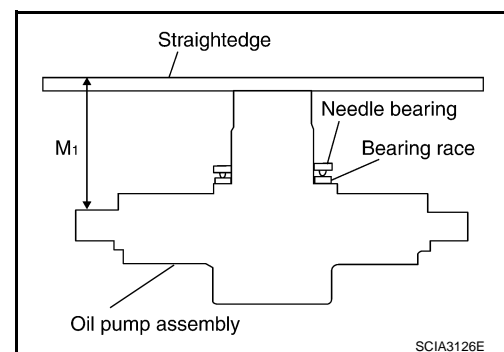 Straightedge
Needle bearing
M1
Bearing race
Oil pump assembly
SCIA3126E